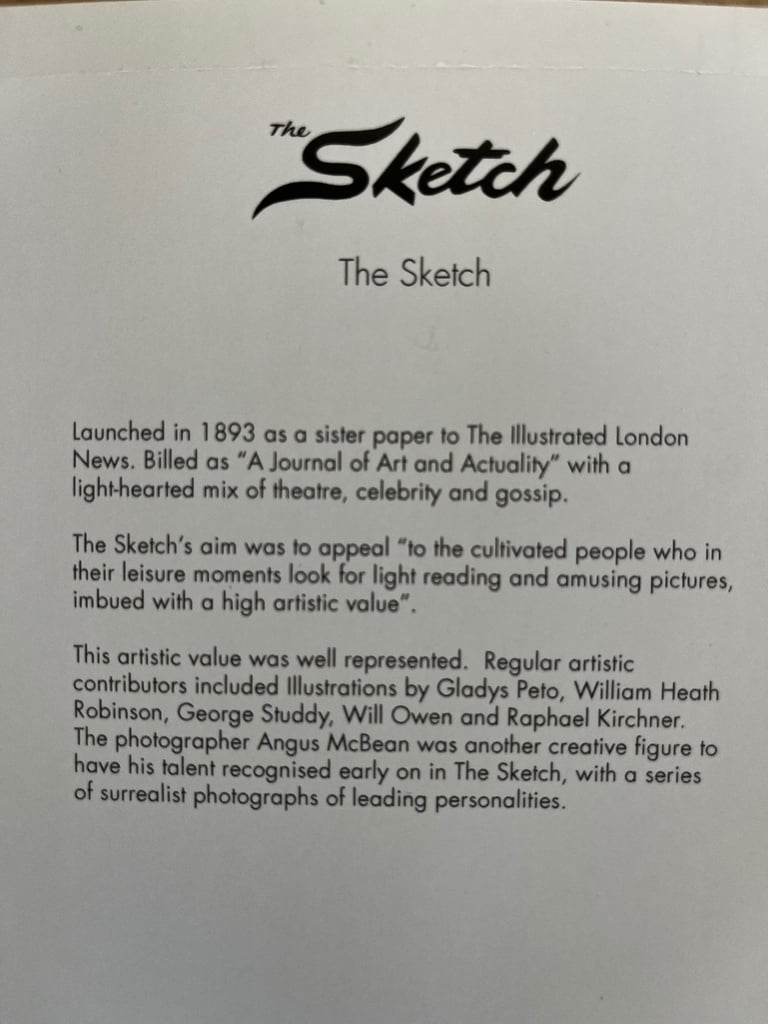 The Sketch
The Sketch
Launched in 1893 as a sister paper to The Illustrated London
News. Billed as “A Journal of Art and Actuality” with a
light-hearted mix of theatre, celebrity and gossip.
The Sketch’s aim was to appeal “to the cultivated people who in
their leisure moments look for light reading and amusing pictures,
imbued with a high artistic value”.
This artistic value was well represented.  Regular artistic
contributors included Illustrations by Gladys Peto, William Heath
Robinson, George Studdy, Will Owen and Raphael Kirchner.
The photographer Angus McBean was another creative figure to
have his talent recognised early on in The Sketch, with a series
of surrealist photographs of leading personalities.